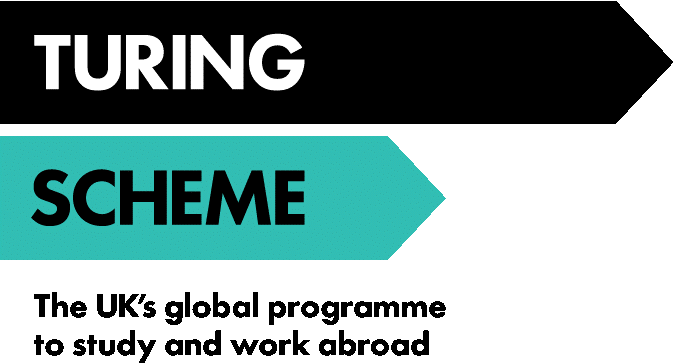 TURING
SCHEME
The UK's global programme
to study and work abroad